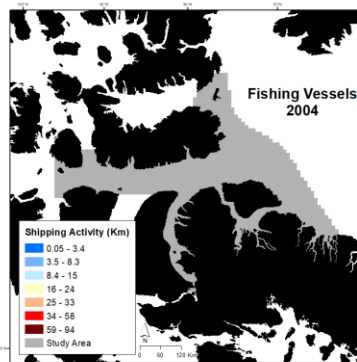 Fishing Vessels
2004
Shipping Activity (Km)
0.05 - 3.4
3.5 - 8.3
8.4 - 15
16 - 24
25 - 33
34 - 58
59 - 94
Study Area
N
0 30 60 120 Km